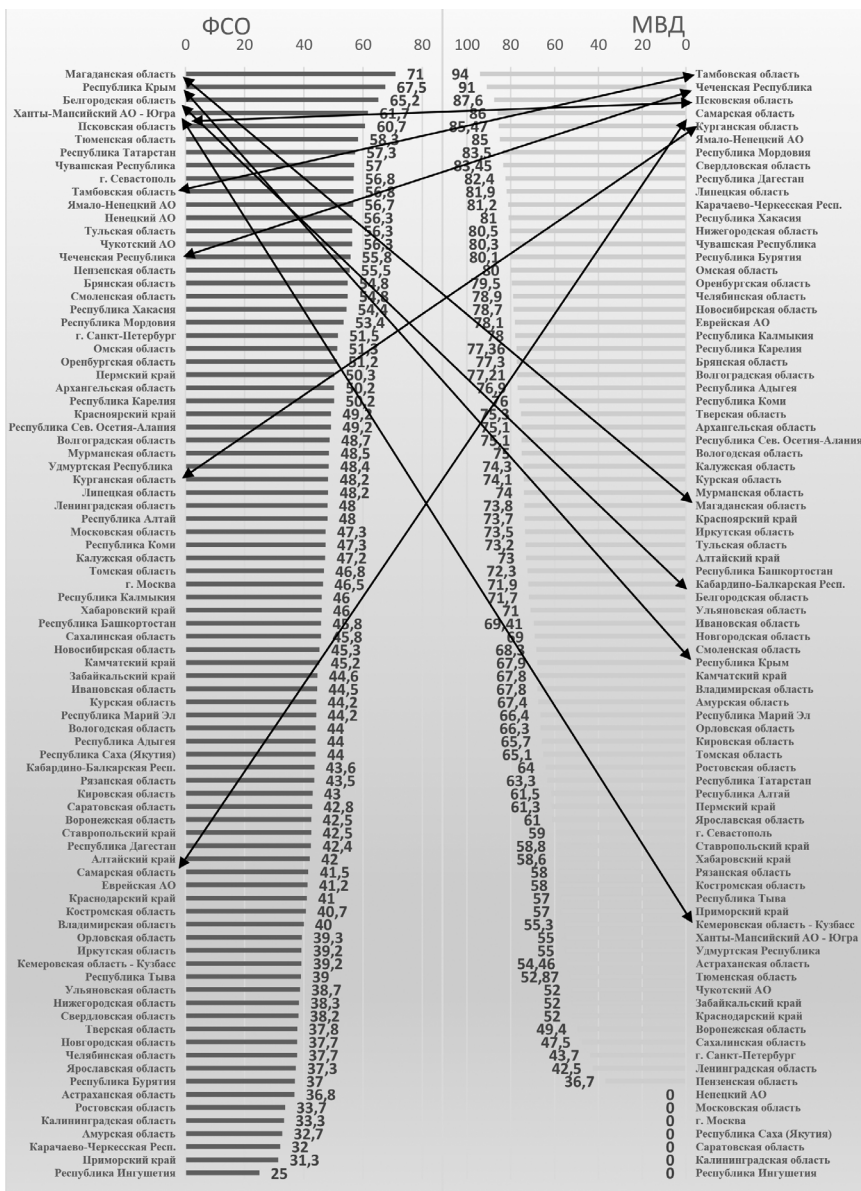 ФСО МВД
0 20 40 60 80 100 80 60 40 20 0
Магаданская область 71 94 Тамбовская область
Республика Крым 67,5 91 Чеченская Республика
Белгородская область 65,2 87,6 Псковская область
Ханты-Мансийский АО - Югра 61,7 86 Самарская область
Псковская область 60,7 85,47 Курганская область
Тюменская область 58,3 85 Ямало-Ненецкий АО
Республика Татарстан 57,3 83,5 Республика Мордовия
Чувашская Республика 57 83,45 Свердловская область
г. Севастополь 56,8 82,4 Республика Дагестан
Тамбовская область 56,8 81,9 Липецкая область
Ямало-Ненецкий АО 56,7 81,2 Карачаево-Черкесская Респ.
Ненецкий АО 56,3 81 Республика Хакасия
Тульская область 56,3 80,5 Нижегородская область
Чукотский АО 56,3 80,3 Чувашская Республика
Чеченская Республика 55,8 80,1 Республика Бурятия
Пензенская область 55,5 80 Омская область
Брянская область 54,8 79,5 Оренбургская область
Смоленская область 54,8 78,9 Челябинская область
Республика Хакасия 54,4 78,7 Новосибирская область
Республика Мордовия 53,4 78,1 Еврейская АО
г. Санкт-Петербург 51,5 78 Республика Калмыкия
Омская область 51,3 77,36 Республика Карелия
Оренбургская область 51,2 77,3 Брянская область
Пермский край 50,3 77,21 Волгоградская область
Архангельская область 50,2 76,9 Республика Адыгея
Республика Карелия 50,2 76 Республика Коми
Красноярский край 49,2 75,3 Тверская область
Республика Сев. Осетия-Алания 49,2 75,1 Архангельская область
Волгоградская область 48,7 75,1 Республика Сев. Осетия-Алания
Мурманская область 48,5 75 Вологодская область
Удмуртская Республика 48,4 74,3 Калужская область
Курганская область 48,2 74,1 Курская область
Липецкая область 48,2 74 Мурманская область
Ленинградская область 48 73,8 Магаданская область
Республика Алтай 48 73,7 Красноярский край
Московская область 47,3 73,5 Иркутская область
Республика Коми 47,3 73,2 Тульская область
Калужская область 47,2 73 Алтайский край
Томская область 46,8 72,3 Республика Башкортостан
г. Москва 46,5 71,9 Кабардино-Балкарская Респ.
Республика Калмыкия 46 71,7 Белгородская область
Хабаровский край 46 71 Ульяновская область
Республика Башкортостан 45,8 69,41 Ивановская область
Сахалинская область 45,8 69 Новгородская область
Новосибирская область 45,3 68,3 Смоленская область
Камчатский край 45,2 67,9 Республика Крым
Забайкальский край 44,6 67,8 Камчатский край
Ивановская область 44,5 67,8 Владимирская область
Курская область 44,2 67,4 Амурская область
Республика Марий Эл 44,2 66,4 Республика Марий Эл
Вологодская область 44 66,3 Орловская область
Республика Адыгея 44 65,7 Кировская область
Республика Саха (Якутия) 44 65,1 Томская область
Кабардино-Балкарская Респ. 43,6 64 Ростовская область
Рязанская область 43,5 63,3 Республика Татарстан
Кировская область 43 61,5 Республика Алтай
Саратовская область 42,8 61,3 Пермский край
Воронежская область 42,5 61 Ярославская область
Ставропольский край 42,5 59 г. Севастополь
Республика Дагестан 42,4 58,8 Ставропольский край
Алтайский край 42 58,6 Хабаровский край
Самарская область 41,5 58 Рязанская область
Еврейская АО 41,2 58 Костромская область
Краснодарский край 41 57 Республика Тыва
Костромская область 40,7 57 Приморский край
Владимирская область 40 55,3 Кемеровская область - Кузбасс
Орловская область 39,3 55 Ханты-Мансийский АО - Югра
Иркутская область 39,2 55 Удмуртская Республика
Кемеровская область - Кузбасс 39,2 54,46 Астраханская область
Республика Тыва 39 52,87 Тюменская область
Ульяновская область 38,7 52 Чукотский АО
Нижегородская область 38,3 52 Забайкальский край
Свердловская область 38,2 52 Краснодарский край
Тверская область 37,8 49,4 Воронежская область
Новгородская область 37,7 47,5 Сахалинская область
Челябинская область 37,7 43,7 г. Санкт-Петербург
Ярославская область 37,3 42,5 Ленинградская область
Республика Бурятия 37 36,7 Пензенская область
Астраханская область 36,8 0 Ненецкий АО
Ростовская область 33,7 0 Московская область
Калининградская область 33,3 0 г. Москва
Амурская область 32,7 0 Республика Саха (Якутия)
Карачаево-Черкесская Респ. 32 0 Саратовская область
Приморский край 31,3 0 Калининградская область
Республика Ингушетия 25 0 Республика Ингушетия